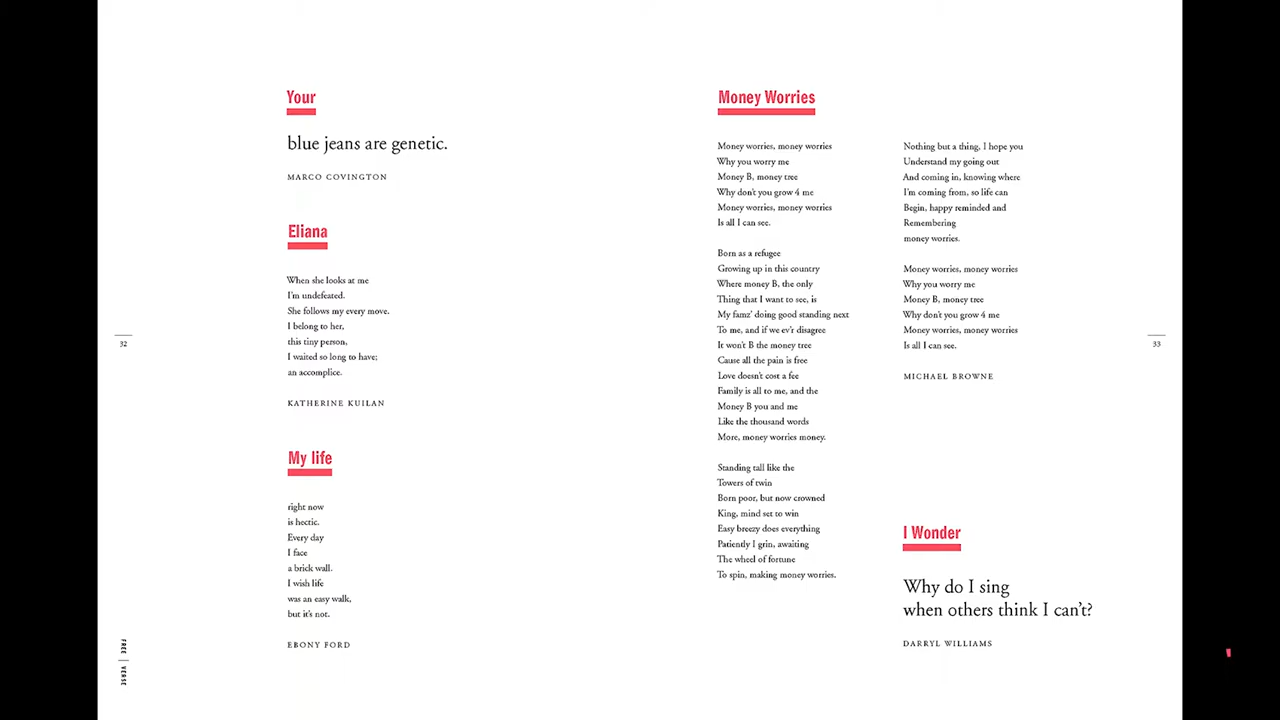 Your
blue jeans are genetic.
MARCO COVINGTON
Eliana
When she looks at me
I'm undefeated.
She follows my every move.
I belong to her,
this tiny person,
I waited so long to have;
an accomplice.
KATHERINE KUILAN
My life
right now
is hectic.
Every day
I face
a brick wall.
I wish life
was an easy walk,
but it's not.
EBONY FORD
32
FREE | VERSE
Money Worries
Money worries, money worries
Why you worry me
Money B, money tree
Why don't you grow 4 me
Money worries, money worries
Is all I can see.
Born as a refugee
Growing up in this country
Where money B, the only
Thing that I want to see, is
My famz' doing good standing next
To me, and if we ev'r disagree
It won't B the money tree
Cause all the pain is free
Love doesn't cost a fee
Family is all to me, and the
Money B you and me
Like the thousand words
More, money worries money.
Standing tall like the
Towers of twin
Born poor, but now crowned
King, mind set to win
Easy breezy does everything
Patiently I grin, awaiting
The wheel of fortune
To spin, making money worries.
Nothing but a thing, I hope you
Understand my going out
And coming in, knowing where
I'm coming from, so life can
Begin, happy reminded and
Remembering
money worries.
Money worries, money worries
Why you worry me
Money B, money tree
Why don't you grow 4 me
Money worries, money worries
Is all I can see.
MICHAEL BROWNE
I Wonder
Why do I sing
when others think I can't?
DARRYL WILLIAMS
33